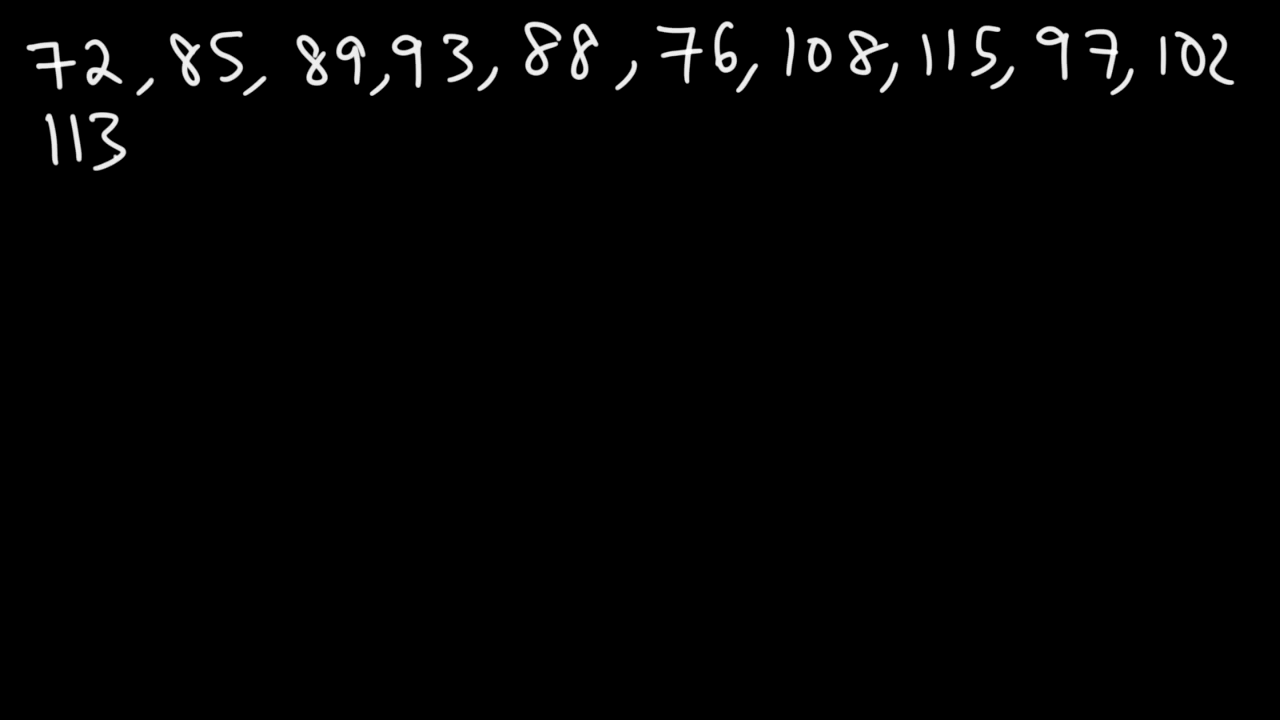 72, 85, 89, 93, 88, 76, 108, 115, 97, 102
113